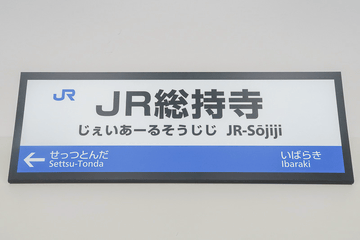 JR
JR総持寺
じぇいあーるそうじじ JR-Sōjiji
← せっつとんだ いばらき
Settsu-Tonda Ibaraki